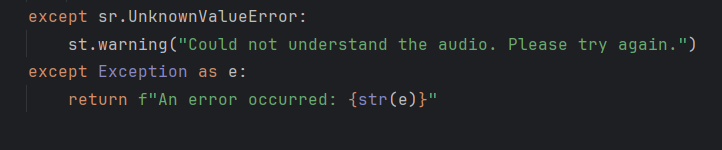 except sr.UnknownValueError:
    st.warning("Could not understand the audio. Please try again.")
except Exception as e:
    return f"An error occurred: {str(e)}"